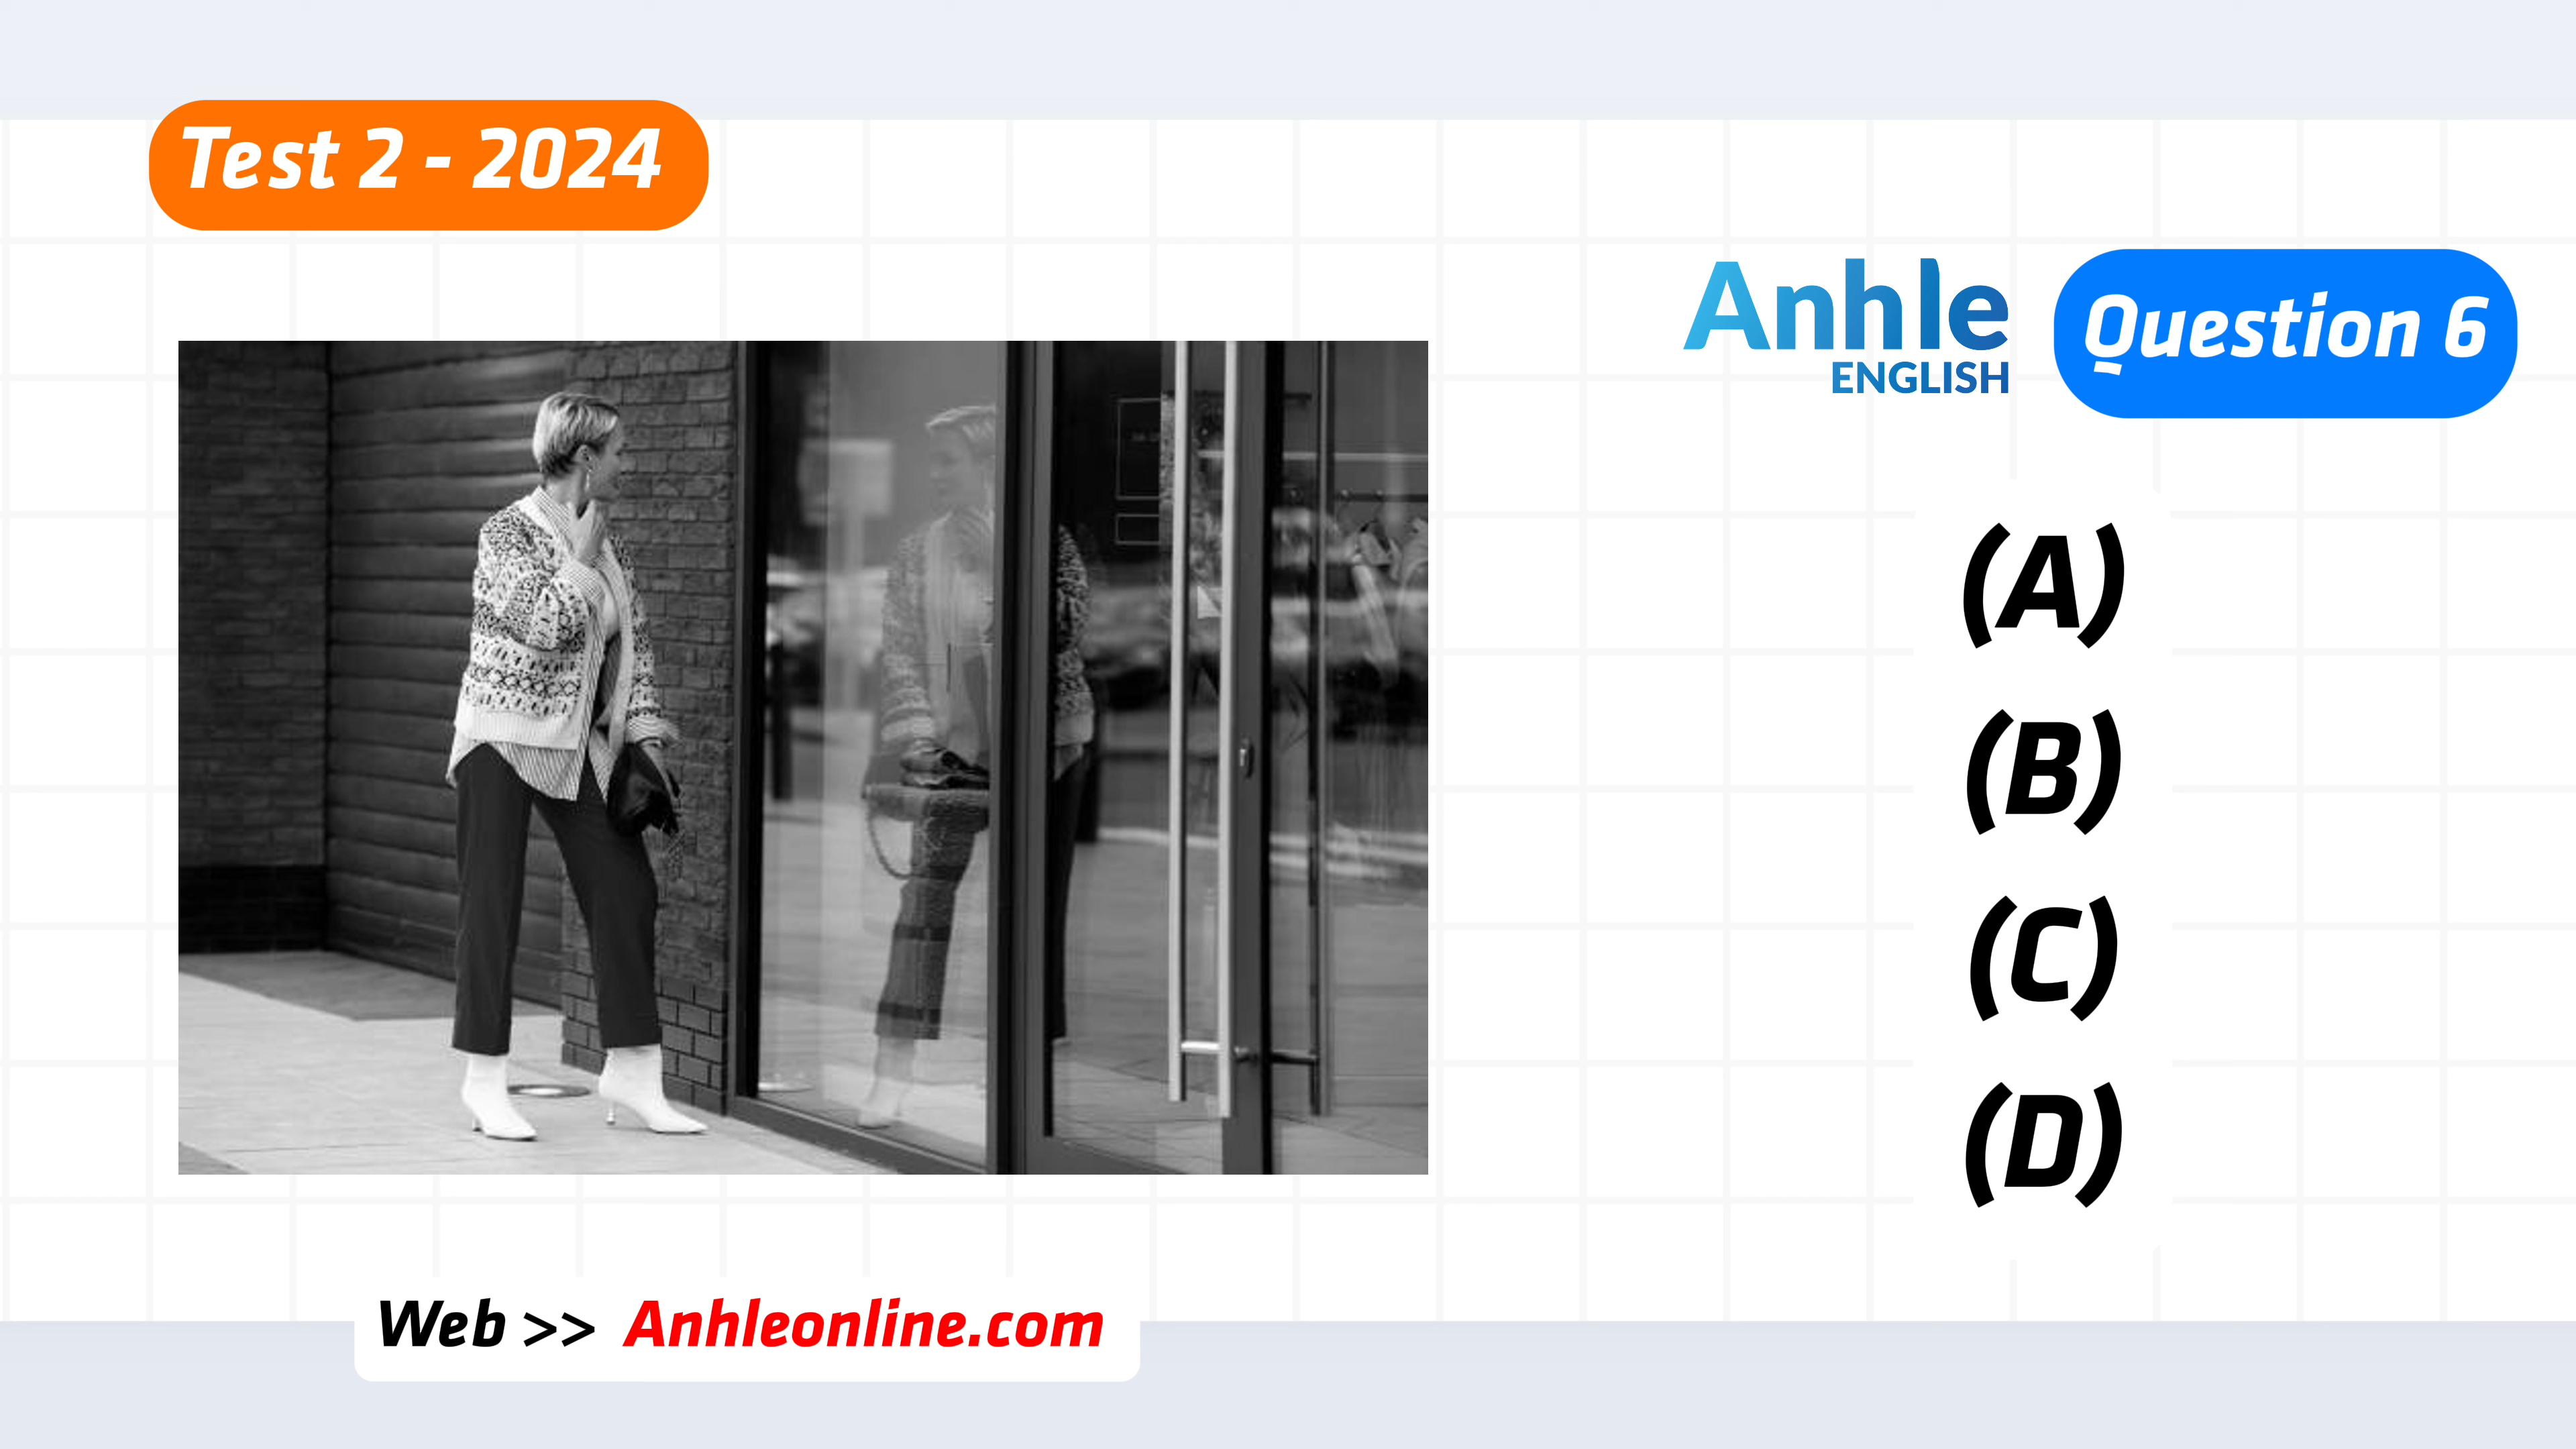 Test 2 - 2024
Anhle
ENGLISH
Question 6
(A)
(B)
(C)
(D)
Web >> Anhleonline.com